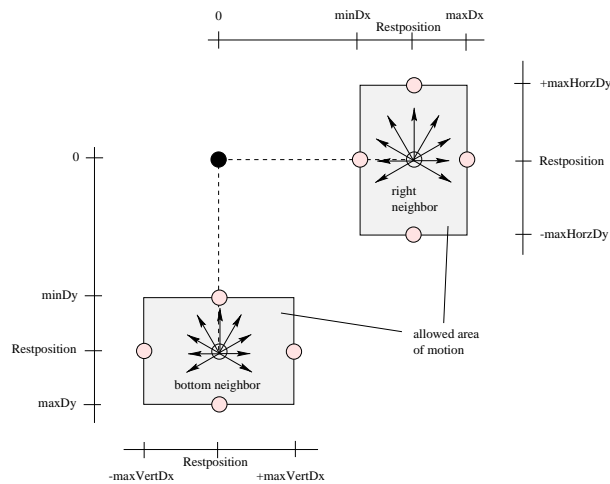 0
minDx
maxDx
Restposition
+maxHorzDy
0
Restposition
right
neighbor
-maxHorzDy
minDy
allowed area
of motion
Restposition
bottom neighbor
maxDy
Restposition
-maxVertDx
+maxVertDx